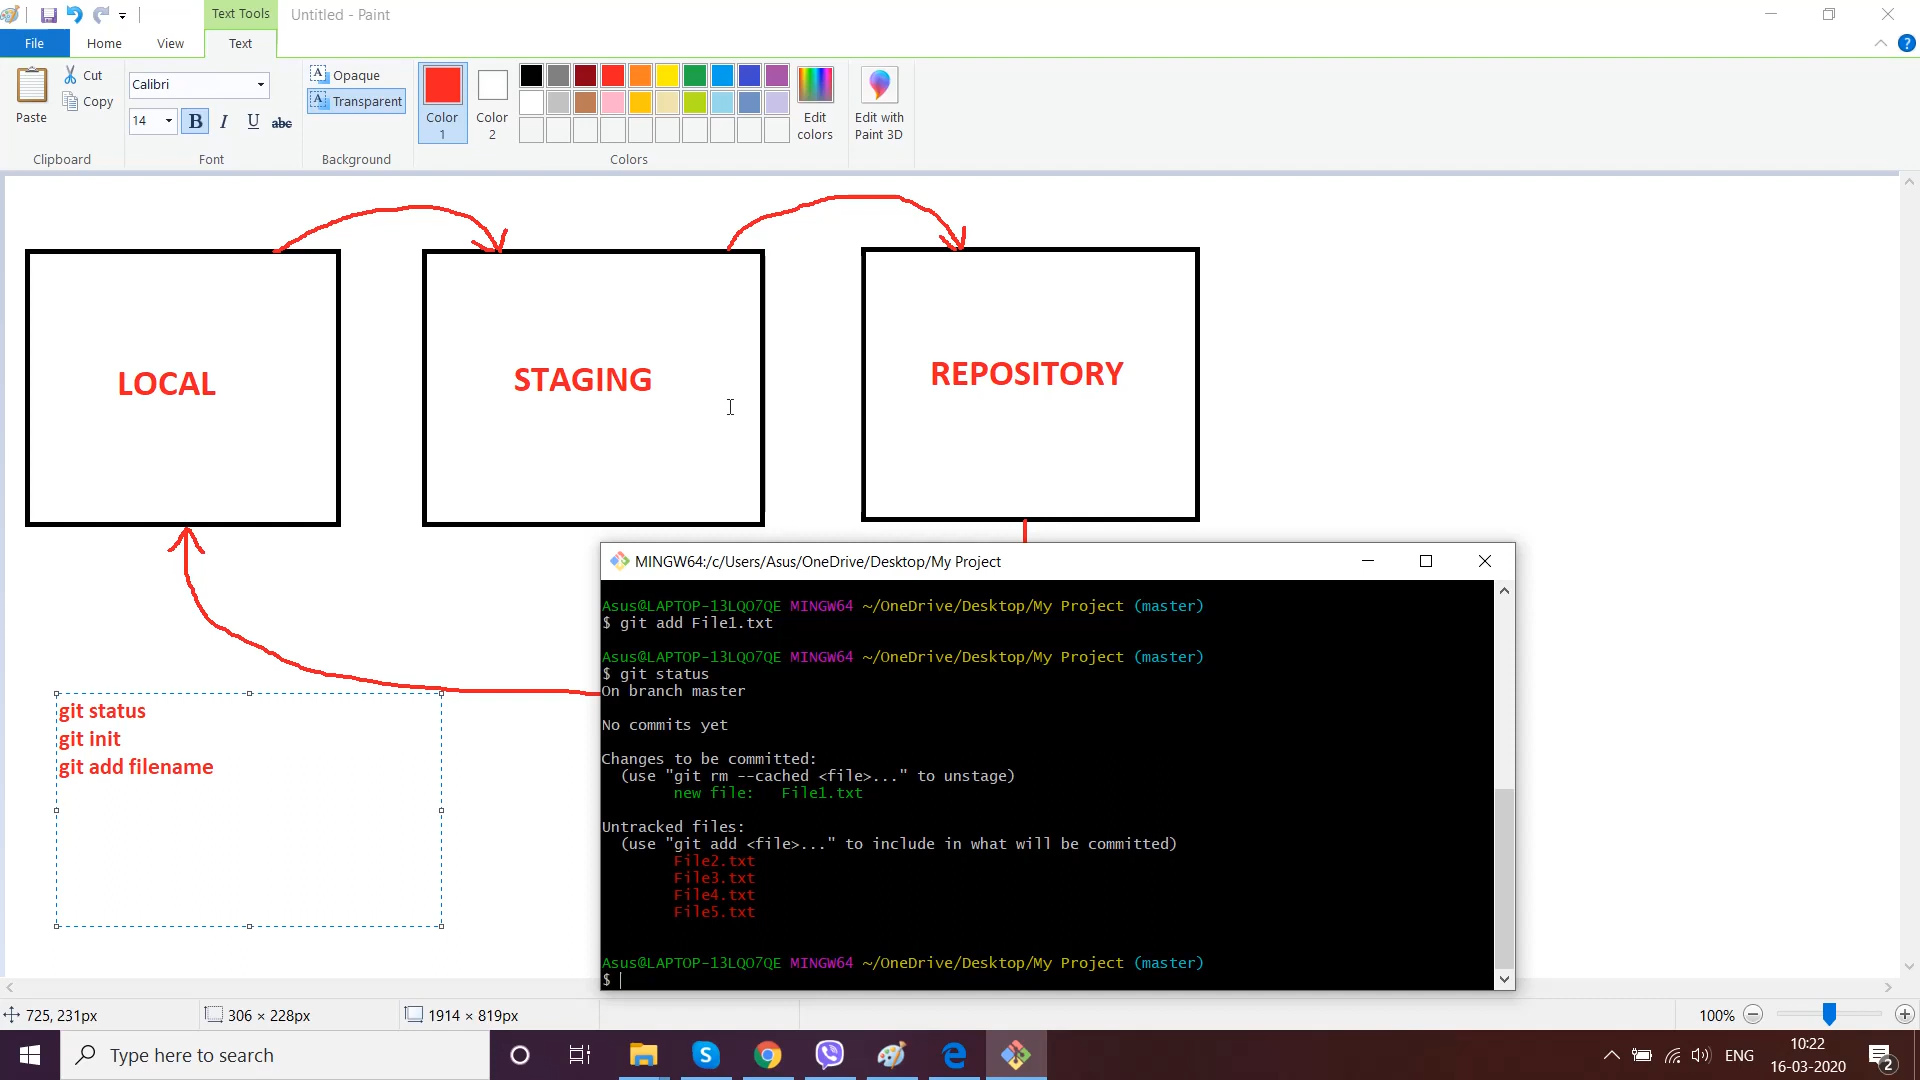 Text Tools
Untitled - Paint
File
Home
View
Text
Paste
Cut
Copy
Clipboard
Calibri
14
B
I
U
abc
Font
Opaque
Transparent
Background
Color
1
Color
2
Edit
colors
Colors
Edit with
Paint 3D
LOCAL
STAGING
REPOSITORY
git status
git init
git add filename
MINGW64:/c/Users/Asus/OneDrive/Desktop/My Project
Asus@LAPTOP-13LQO7QE MINGW64 ~/OneDrive/Desktop/My Project (master)
$ git add File1.txt
Asus@LAPTOP-13LQO7QE MINGW64 ~/OneDrive/Desktop/My Project (master)
$ git status
On branch master
No commits yet
Changes to be committed:
(use "git rm --cached <file>..." to unstage)
new file:   File1.txt
Untracked files:
(use "git add <file>..." to include in what will be committed)
File2.txt
File3.txt
File4.txt
File5.txt
Asus@LAPTOP-13LQO7QE MINGW64 ~/OneDrive/Desktop/My Project (master)
$
725, 231px
306 × 228px
1914 × 819px
100%
Type here to search
ENG
10:22
16-03-2020
2